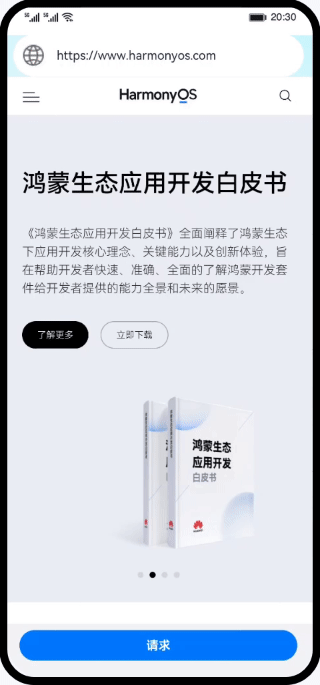 5G 5G 20:30
https://www.harmonyos.com
HarmonyOS
鸿蒙生态应用开发白皮书
《鸿蒙生态应用开发白皮书》全面阐释了鸿蒙生态
下应用开发核心理念、关键能力以及创新体验，旨
在帮助开发者快速、准确、全面的了解鸿蒙开发套
件给开发者提供的能力全景和未来的愿景。
了解更多 立即下载
鸿蒙生态
应用开发
白皮书
请求